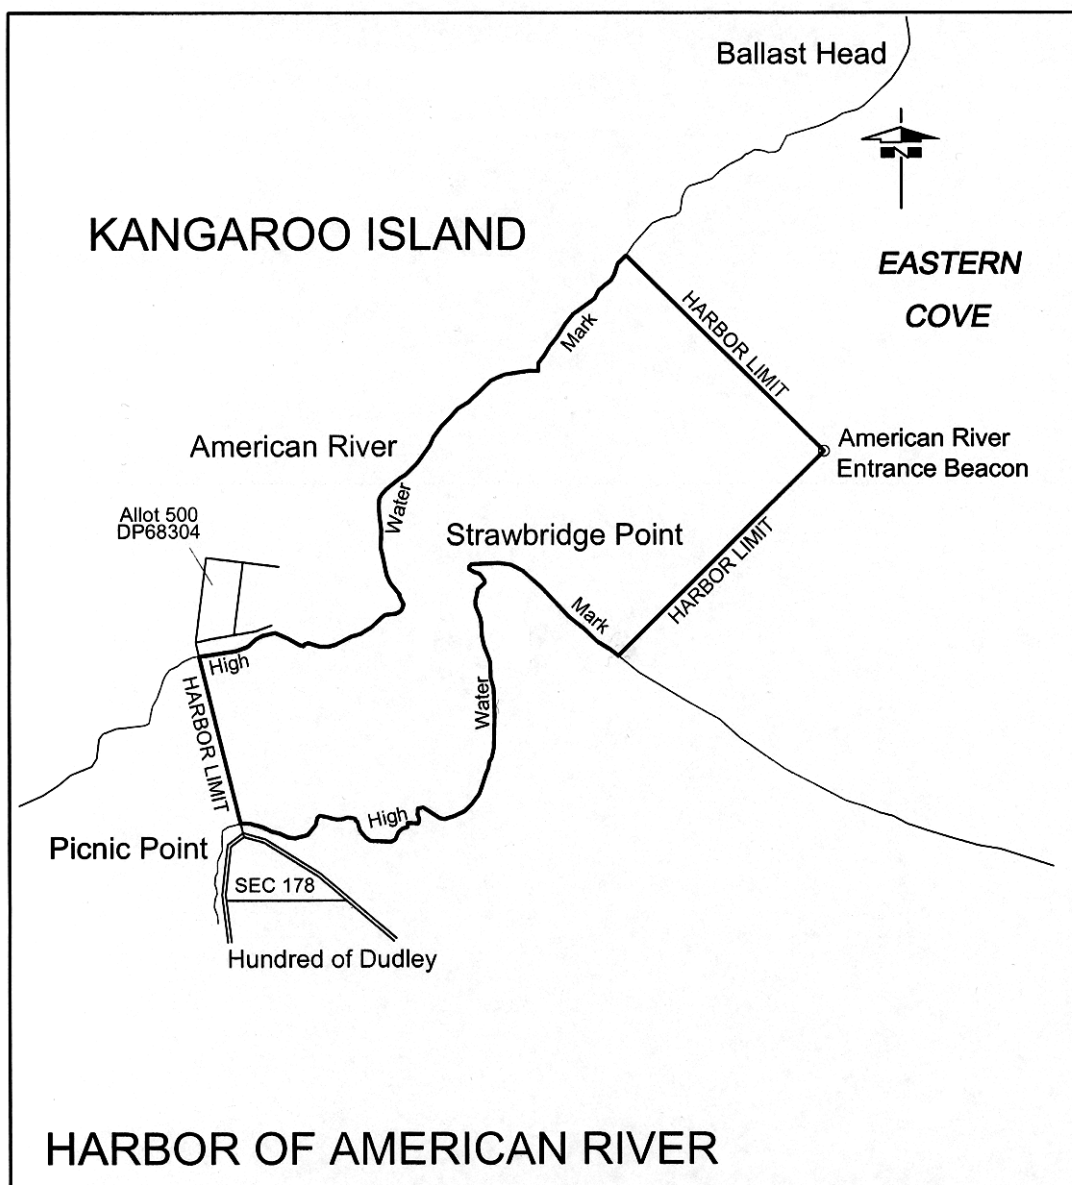 Ballast Head
N
KANGAROO ISLAND
EASTERN
COVE
HARBOR LIMIT
Mark
American River
American River
Entrance Beacon
Water
Allot 500
DP68304
Strawbridge Point
HARBOR LIMIT
Mark
High
HARBOR LIMIT
Water
High
Picnic Point
SEC 178
Hundred of Dudley
HARBOR OF AMERICAN RIVER